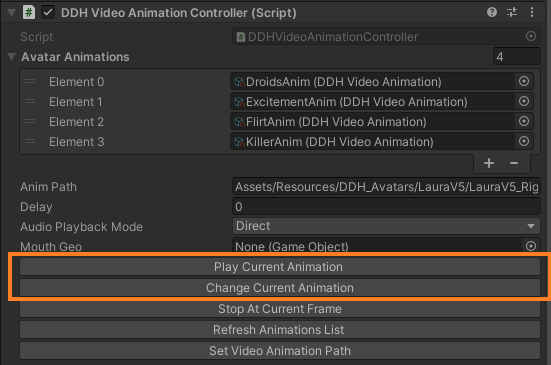 DDH Video Animation Controller (Script)
Script DDHVideoAnimationController
Avatar Animations 4
Element 0 DroidsAnim (DDH Video Animation)
Element 1 ExcitementAnim (DDH Video Animation)
Element 2 FlirtAnim (DDH Video Animation)
Element 3 KillerAnim (DDH Video Animation)
Anim Path Assets/Resources/DDH_Avatars/LauraV5/LauraV5_Rig
Delay 0
Audio Playback Mode Direct
Mouth Geo None (Game Object)
Play Current Animation
Change Current Animation
Stop At Current Frame
Refresh Animations List
Set Video Animation Path